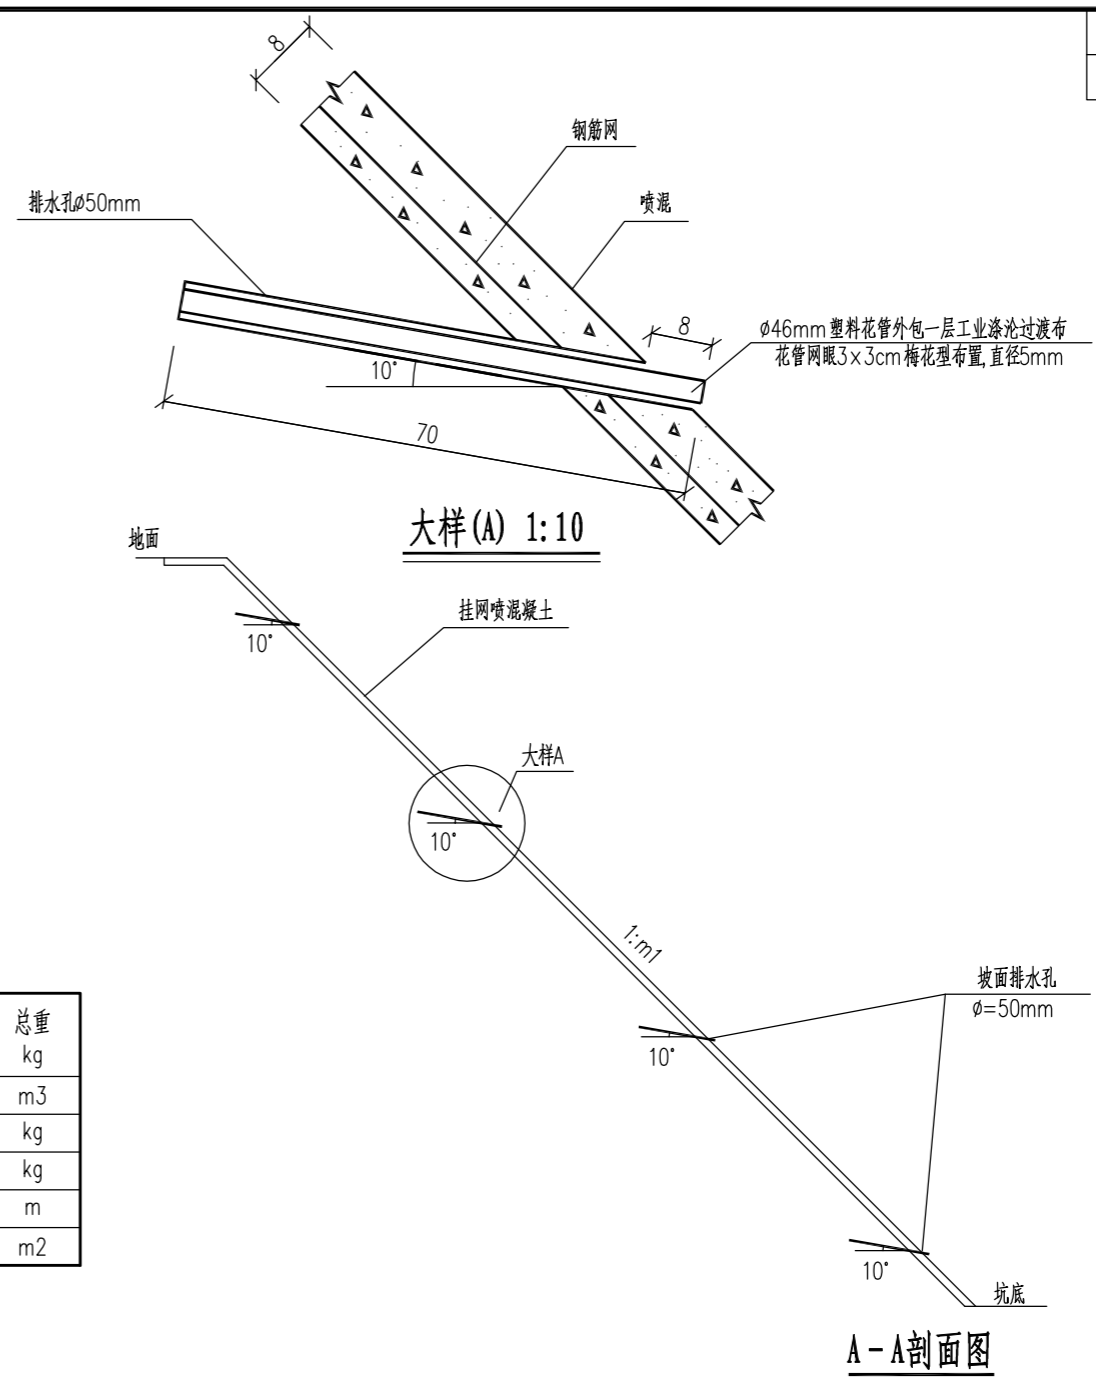 8
钢筋网
排水孔ø50mm
喷混
8
ø46mm塑料花管外包一层工业涤沦过渡布
花管网眼3×3cm梅花型布置,直径5mm
10°
70
大样(A) 1:10
地面
挂网喷混凝土
10°
大样A
10°
1:m1
坡面排水孔
ø=50mm
10°
10°
坑底
A-A剖面图
总重
kg
m3
kg
kg
m
m2